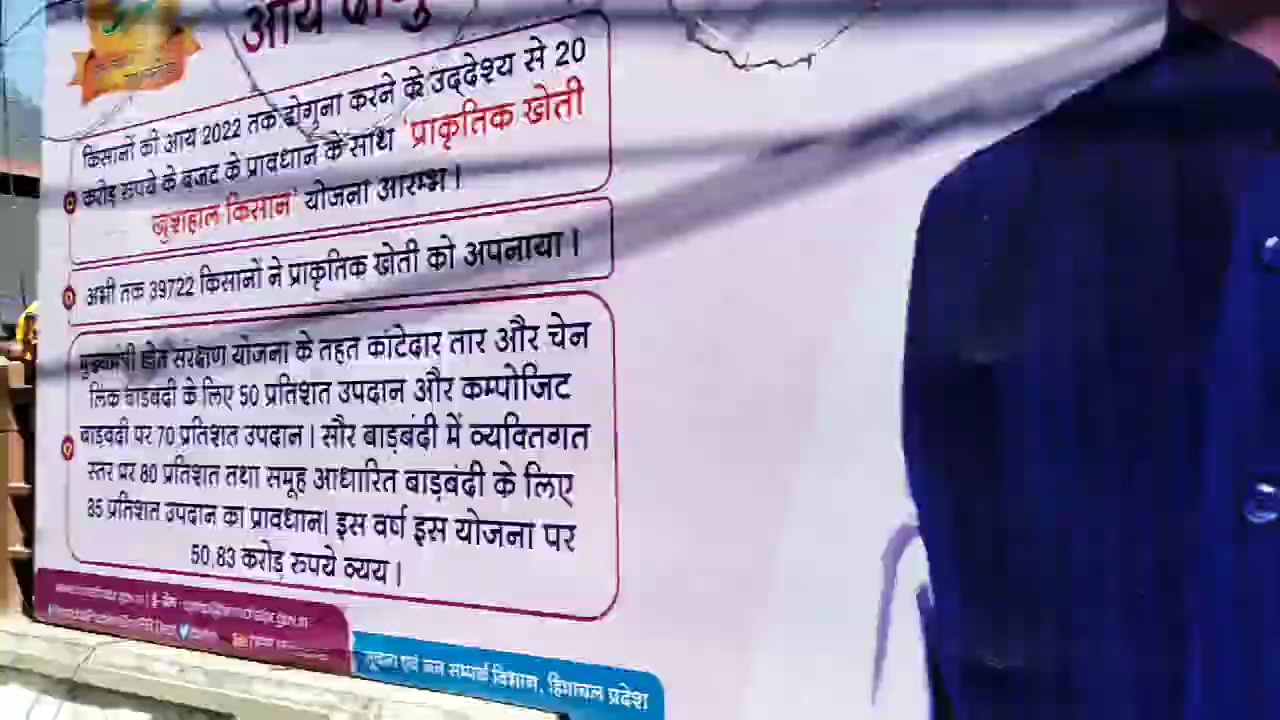 आय दोगु
किसानों की आय 2022 तक दोगुना करने के उद्देश्य से 20
करोड़ रुपये के बजट के प्रावधान के साथ 'प्राकृतिक खेती
खुशहाल किसान' योजना आरम्भ।
अभी तक 39722 किसानों ने प्राकृतिक खेती को अपनाया।
मुख्यमंत्री खेत संरक्षण योजना के तहत कांटेदार तार और चेन
लिंक बाड़बंदी के लिए 50 प्रतिशत उपदान और कम्पोजिट
बाड़बंदी पर 70 प्रतिशत उपदान। सौर बाड़बंदी में व्यक्तिगत
स्तर पर 80 प्रतिशत तथा समूह आधारित बाड़बंदी के लिए
85 प्रतिशत उपदान का प्रावधान। इस वर्ष इस योजना पर
50.83 करोड़ रुपये व्यय।
सूचना एवं जन सम्पर्क विभाग, हिमाचल प्रदेश